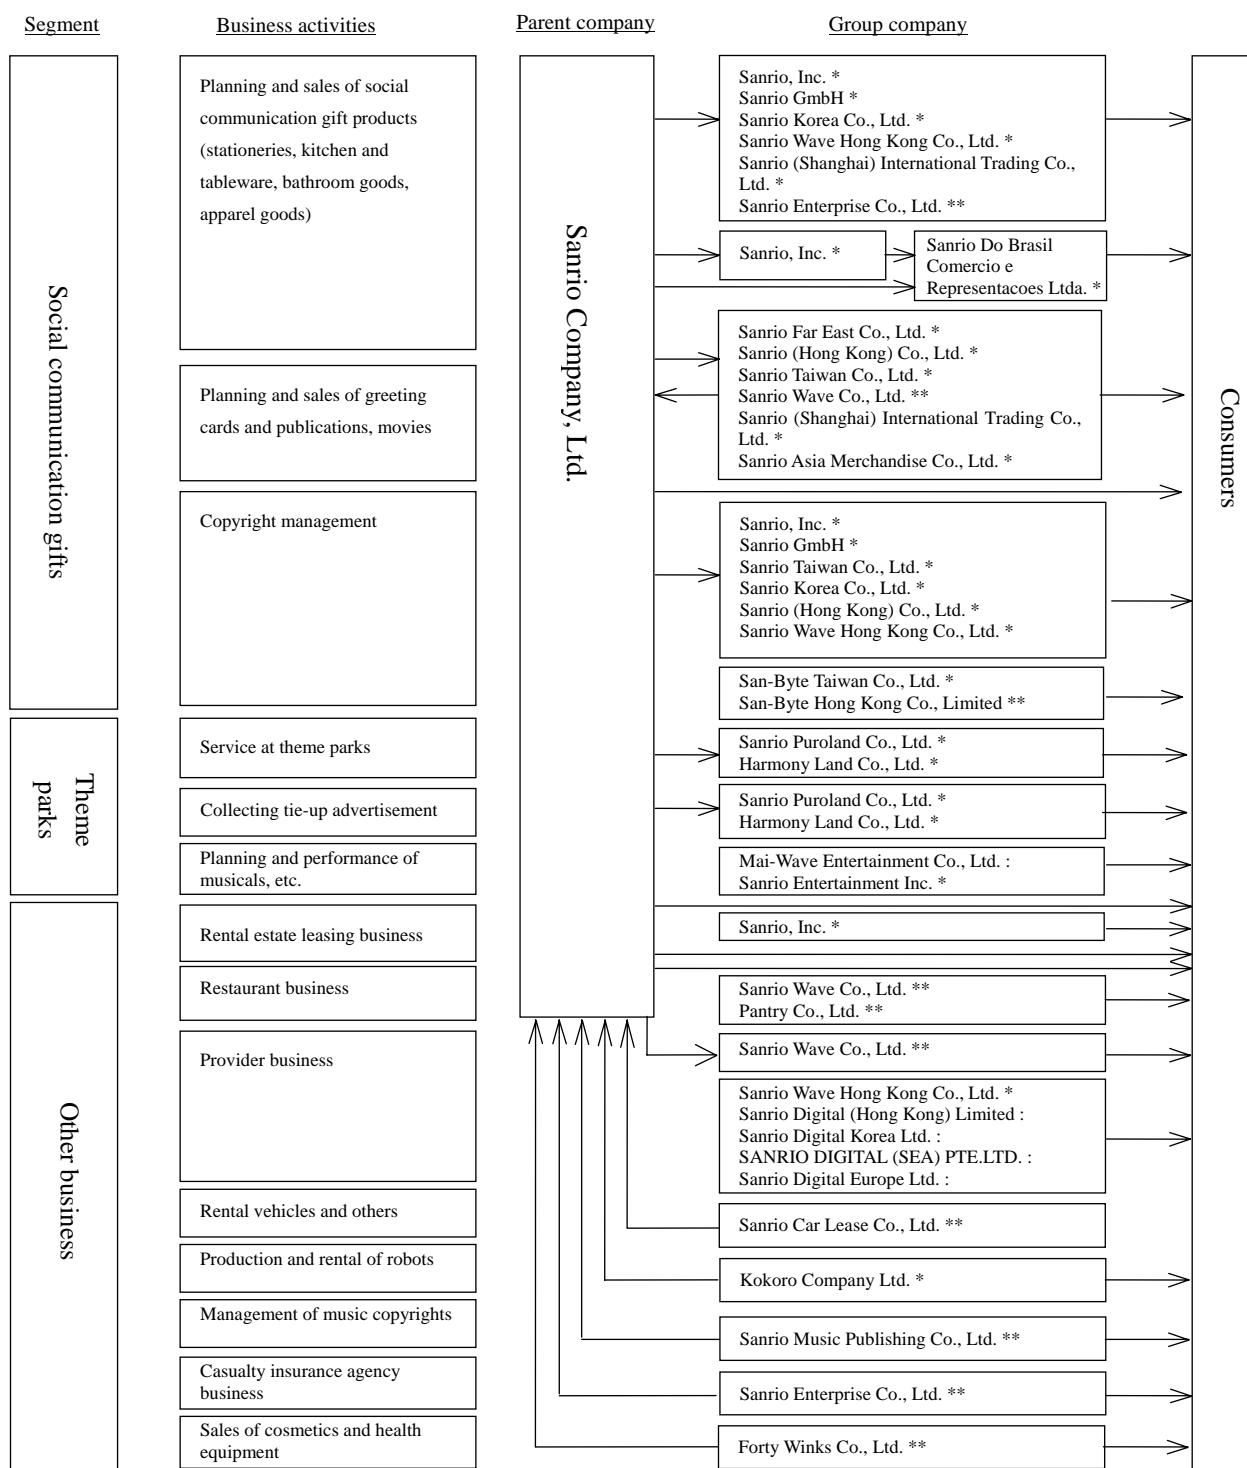 Segment
Business activities
Parent company
Group company
Social communication gifts
Planning and sales of social
communication gift products
(stationeries, kitchen and
tableware, bathroom goods,
apparel goods)
Planning and sales of greeting
cards and publications, movies
Copyright management
Theme
parks
Service at theme parks
Collecting tie-up advertisement
Planning and performance of
musicals, etc.
Other business
Rental estate leasing business
Restaurant business
Provider business
Rental vehicles and others
Production and rental of robots
Management of music copyrights
Casualty insurance agency
business
Sales of cosmetics and health
equipment
Sanrio Company, Ltd.
Sanrio, Inc. *
Sanrio GmbH *
Sanrio Korea Co., Ltd. *
Sanrio Wave Hong Kong Co., Ltd. *
Sanrio (Shanghai) International Trading Co.,
Ltd. *
Sanrio Enterprise Co., Ltd. **
Sanrio, Inc. *
Sanrio Do Brasil
Comercio e
Representacoes Ltda. *
Sanrio Far East Co., Ltd. *
Sanrio (Hong Kong) Co., Ltd. *
Sanrio Taiwan Co., Ltd. *
Sanrio Wave Co., Ltd. **
Sanrio (Shanghai) International Trading Co.,
Ltd. *
Sanrio Asia Merchandise Co., Ltd. *
Sanrio, Inc. *
Sanrio GmbH *
Sanrio Taiwan Co., Ltd. *
Sanrio Korea Co., Ltd. *
Sanrio (Hong Kong) Co., Ltd. *
Sanrio Wave Hong Kong Co., Ltd. *
San-Byte Taiwan Co., Ltd. *
San-Byte Hong Kong Co., Limited **
Sanrio Puroland Co., Ltd. *
Harmony Land Co., Ltd. *
Sanrio Puroland Co., Ltd. *
Harmony Land Co., Ltd. *
Mai-Wave Entertainment Co., Ltd. :
Sanrio Entertainment Inc. *
Sanrio, Inc. *
Sanrio Wave Co., Ltd. **
Pantry Co., Ltd. **
Sanrio Wave Co., Ltd. **
Sanrio Wave Hong Kong Co., Ltd. *
Sanrio Digital (Hong Kong) Limited :
Sanrio Digital Korea Ltd. :
SANRIO DIGITAL (SEA) PTE.LTD. :
Sanrio Digital Europe Ltd. :
Sanrio Car Lease Co., Ltd. **
Kokoro Company Ltd. *
Sanrio Music Publishing Co., Ltd. **
Sanrio Enterprise Co., Ltd. **
Forty Winks Co., Ltd. **
Consumers